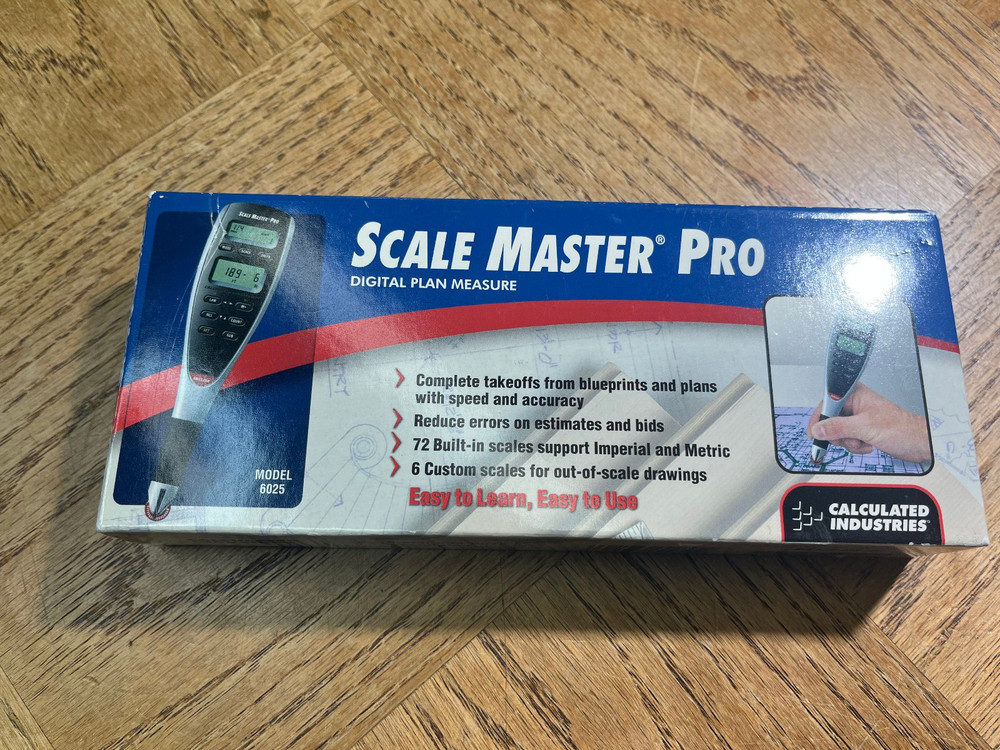 SCALE MASTER® PRO
DIGITAL PLAN MEASURE
SCALE MASTER® PRO
189- 6
Complete takeoffs from blueprints and plans
with speed and accuracy
Reduce errors on estimates and bids
72 Built-in scales support Imperial and Metric
6 Custom scales for out-of-scale drawings
Easy to Learn, Easy to Use
MODEL
6025
CALCULATED
INDUSTRIES